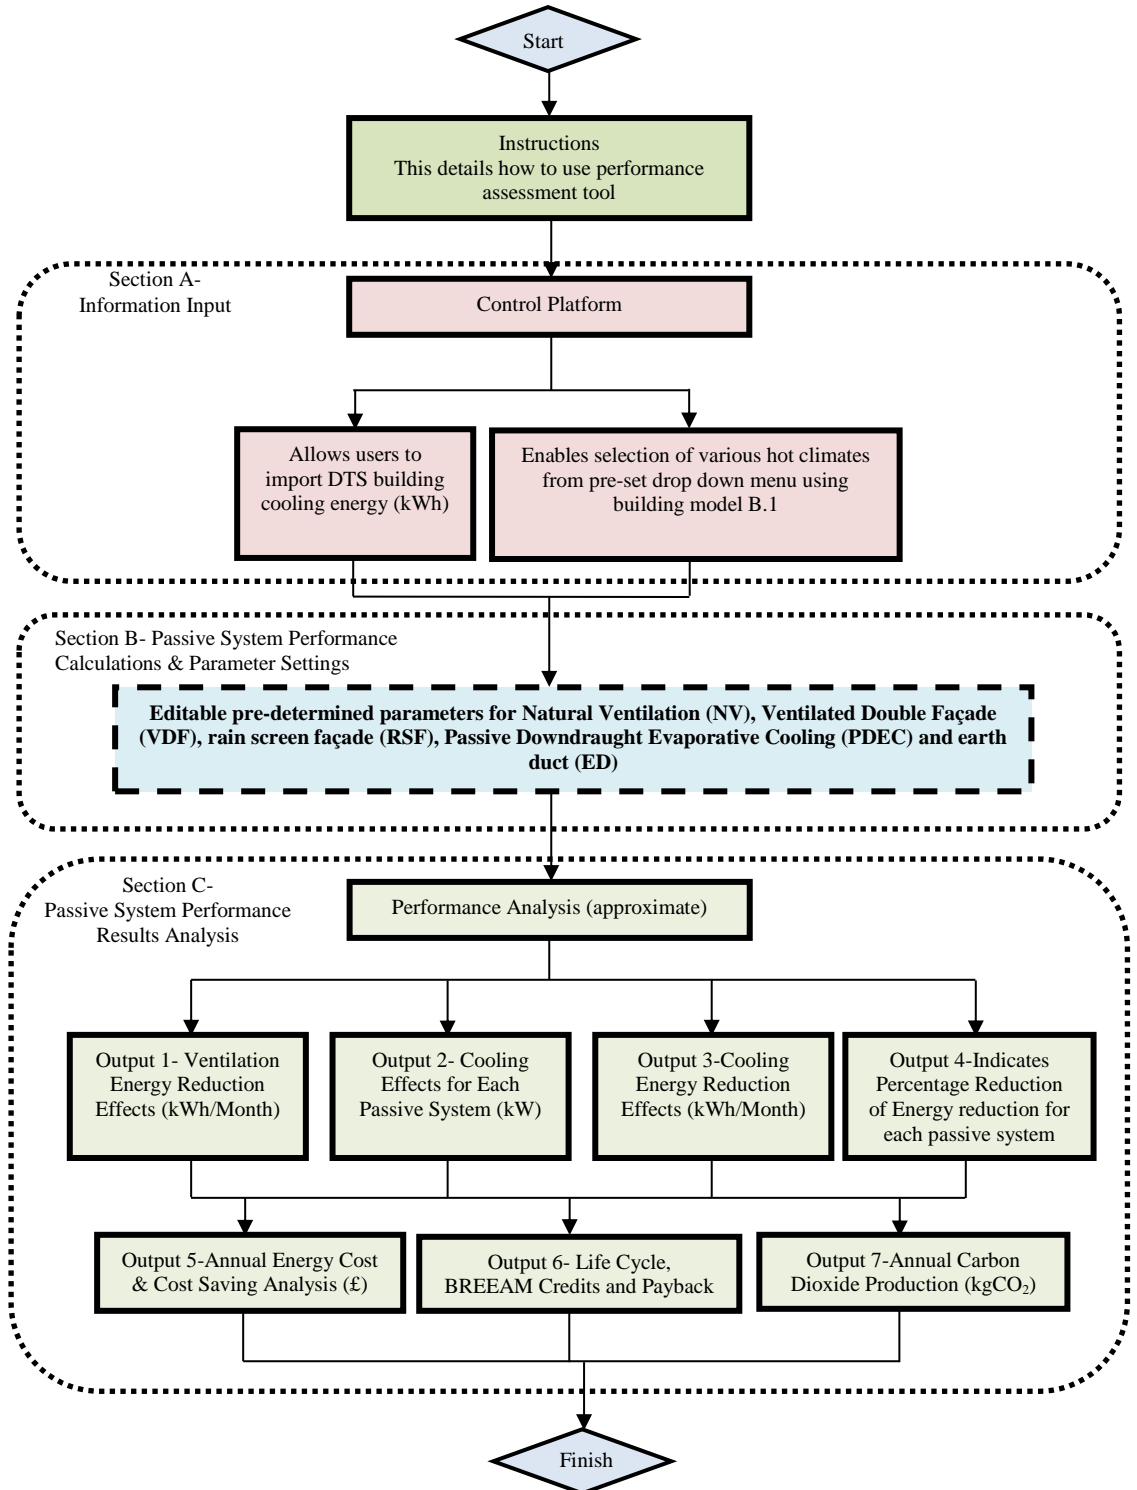 Start
Instructions
This details how to use performance
assessment tool
Section A-
Information Input
Control Platform
Allows users to
import DTS building
cooling energy (kWh)
Enables selection of various hot climates
from pre-set drop down menu using
building model B.1
Section B- Passive System Performance
Calculations & Parameter Settings
Editable pre-determined parameters for Natural Ventilation (NV), Ventilated Double Façade
(VDF), rain screen façade (RSF), Passive Downdraught Evaporative Cooling (PDEC) and earth
duct (ED)
Section C-
Passive System Performance
Results Analysis
Performance Analysis (approximate)
Output 1- Ventilation
Energy Reduction
Effects (kWh/Month)
Output 2- Cooling
Effects for Each
Passive System (kW)
Output 3-Cooling
Energy Reduction
Effects (kWh/Month)
Output 4-Indicates
Percentage Reduction
of Energy reduction for
each passive system
Output 5-Annual Energy Cost
& Cost Saving Analysis (£)
Output 6- Life Cycle,
BREEAM Credits and Payback
Output 7-Annual Carbon
Dioxide Production (kgCO₂)
Finish